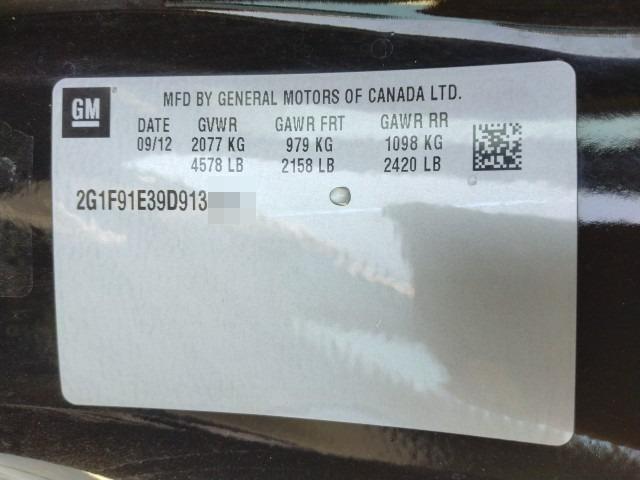 GM
MFD BY GENERAL MOTORS OF CANADA LTD.
DATE GVWR GAWR FRT GAWR RR
09/12 2077 KG 979 KG 1098 KG
4578 LB 2158 LB 2420 LB
2G1F91E39D913